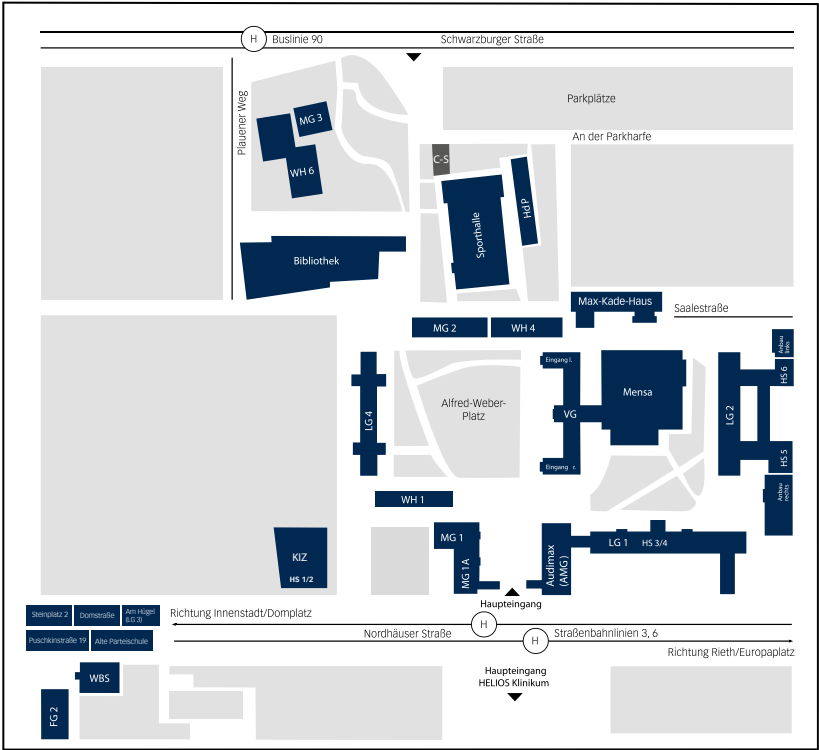 H
Buslinie 90
Schwarzburger Straße
Parkplätze
Plauener Weg
MG 3
An der Parkharfe
C-S
WH 6
HdP
Sporthalle
Bibliothek
Max-Kade-Haus
Saalestraße
MG 2
WH 4
Anbau
links
Eingang l.
HS 6
Mensa
LG 4
Alfred-Weber-
Platz
VG
LG 2
HS 5
Eingang r.
Anbau
rechts
WH 1
MG 1
LG 1
HS 3/4
KIZ
HS 1/2
MG 1A
Audimax
(AMG)
Haupteingang
Steinplatz 2
Domstraße
Am Hügel
(LG 3)
Richtung Innenstadt/Domplatz
H
Puschkinstraße 19
Alte Parteischule
Nordhäuser Straße
H
Straßenbahnlinien 3, 6
Richtung Rieth/Europaplatz
Haupteingang
HELIOS Klinikum
WBS
FG 2